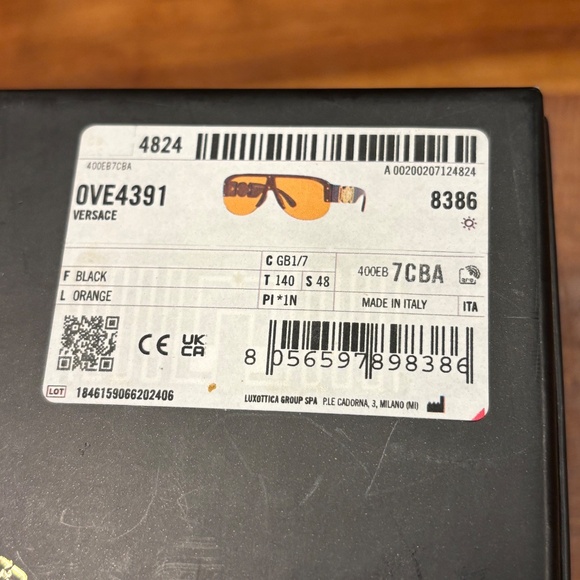 4824
400EB7CBA
A 00200207124824
0VE4391
VERSACE
8386
F BLACK
L ORANGE
C GB1/7
T 140 S 48
PI *1N
400EB 7CBA
MADE IN ITALY ITA
CE UK CA
8 056597 898386
LOT 1846159066202406
LUXOTTICA GROUP SPA P.LE CADORNA, 3, MILANO (MI)